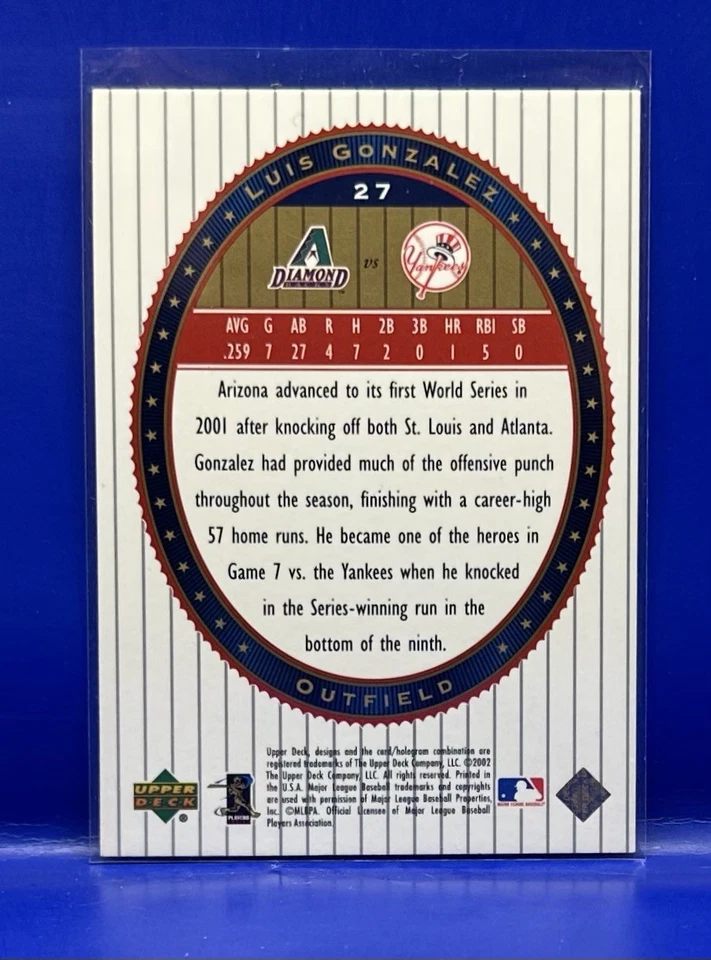 LUIS GONZALEZ
27
A
DIAMOND
BACKS
TM
vs
Yankees
AVG G AB R H 2B 3B HR RBI SB
.259 7 27 4 7 2 0 1 5 0
Arizona advanced to its first World Series in
2001 after knocking off both St. Louis and Atlanta.
Gonzalez had provided much of the offensive punch
throughout the season, finishing with a career-high
57 home runs. He became one of the heroes in
Game 7 vs. the Yankees when he knocked
in the Series-winning run in the
bottom of the ninth.
OUTFIELD
Upper Deck, designs and the card/hologram combination are
registered trademarks of The Upper Deck Company, LLC. ©2002
The Upper Deck Company, LLC. All rights reserved. Printed in
the U.S.A. Major League Baseball trademarks and copyrights
are used with permission of Major League Baseball Properties,
Inc. ©MLBPA. Official Licensee of Major League Baseball
Players Association.
UPPER
DECK
®
PLAYERS
MAJOR LEAGUE BASEBALL